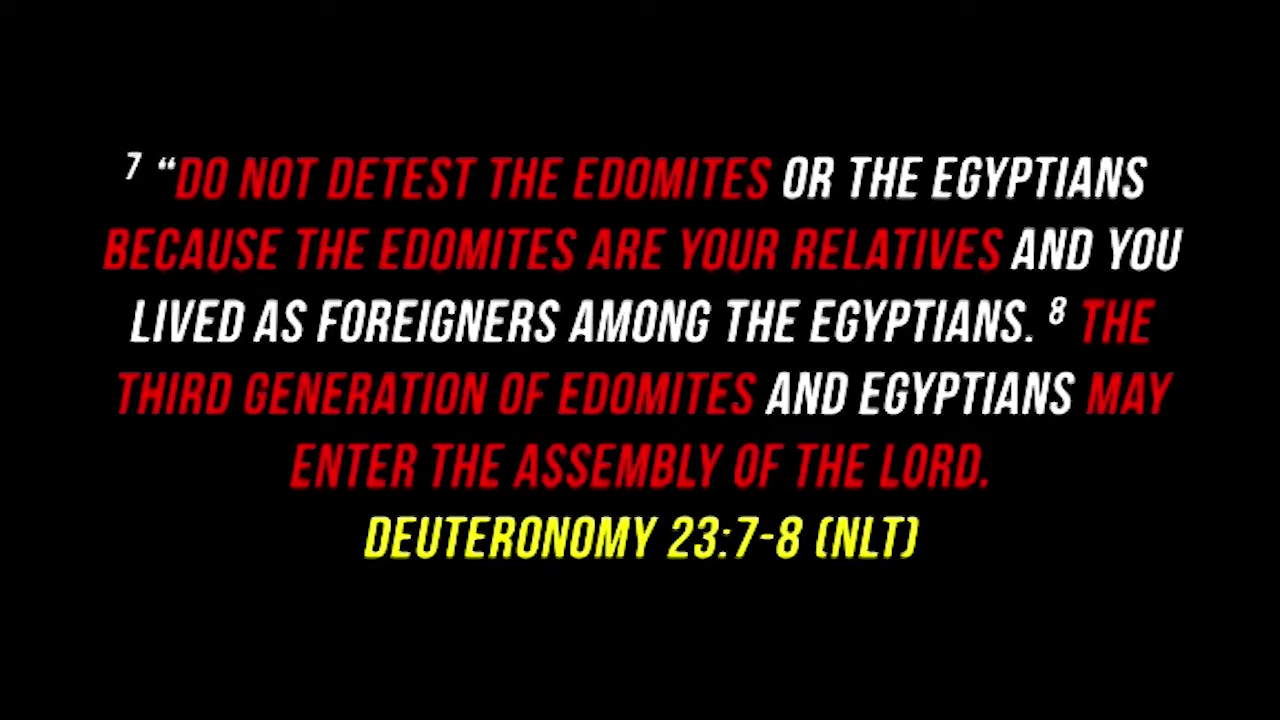 7 “DO NOT DETEST THE EDOMITES OR THE EGYPTIANS
BECAUSE THE EDOMITES ARE YOUR RELATIVES AND YOU
LIVED AS FOREIGNERS AMONG THE EGYPTIANS. 8 THE
THIRD GENERATION OF EDOMITES AND EGYPTIANS MAY
ENTER THE ASSEMBLY OF THE LORD.
DEUTERONOMY 23:7-8 (NLT)